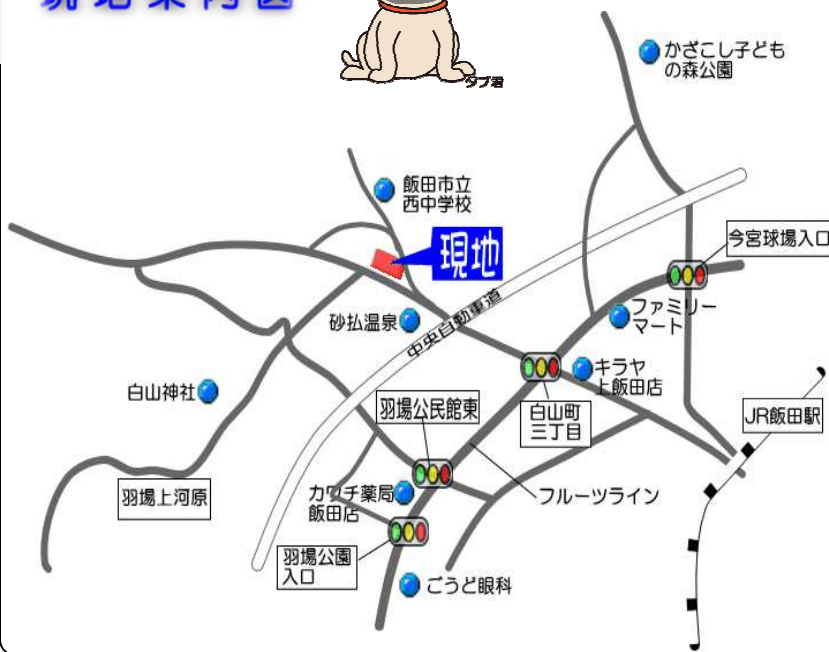 現地案内図
タブ君
かざこし子ども
の森公園
飯田市立
西中学校
現地
今宮球場入口
砂払温泉
中央自動車道
ファミリー
マート
キラヤ
上飯田店
白山神社
羽場公民館東
白山町
三丁目
JR飯田駅
羽場上河原
カワチ薬局
飯田店
フルーツライン
羽場公園
入口
ごうど眼科